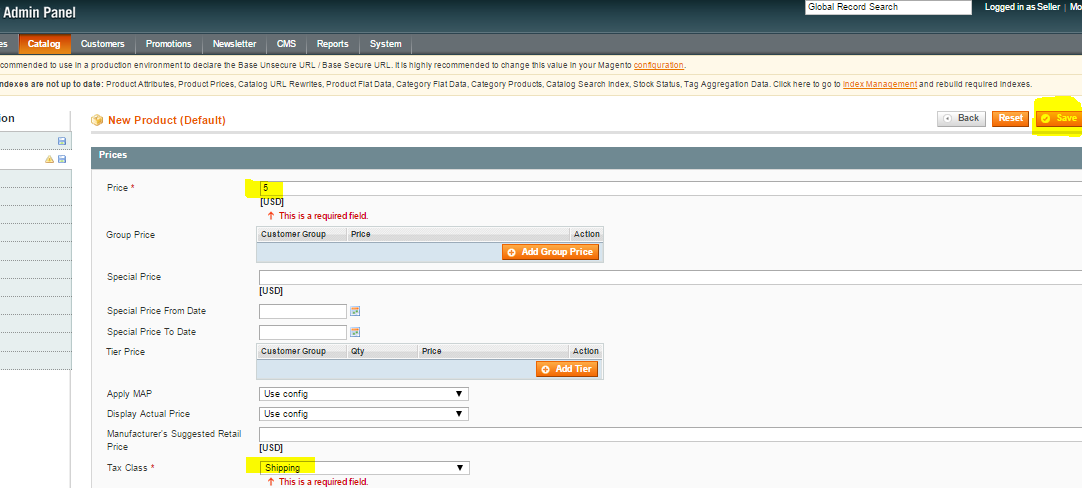 Admin Panel
Global Record Search
Logged in as Seller | Mo
es Catalog Customers Promotions Newsletter CMS Reports System
commended to use in a production environment to declare the Base Unsecure URL / Base Secure URL. It is highly recommended to change this value in your Magento configuration.
ndexes are not up to date: Product Attributes, Product Prices, Catalog URL Rewrites, Product Flat Data, Category Flat Data, Category Products, Catalog Search Index, Stock Status, Tag Aggregation Data. Click here to go to Index Management and rebuild required indexes.
ion
New Product (Default)
Back Reset Save
Prices
Price * 5
[USD]
This is a required field.
Group Price Customer Group Price Action
Add Group Price
Special Price
[USD]
Special Price From Date
Special Price To Date
Tier Price Customer Group Qty Price Action
Add Tier
Apply MAP Use config
Display Actual Price Use config
Manufacturer's Suggested Retail
Price
[USD]
Tax Class * Shipping
This is a required field.